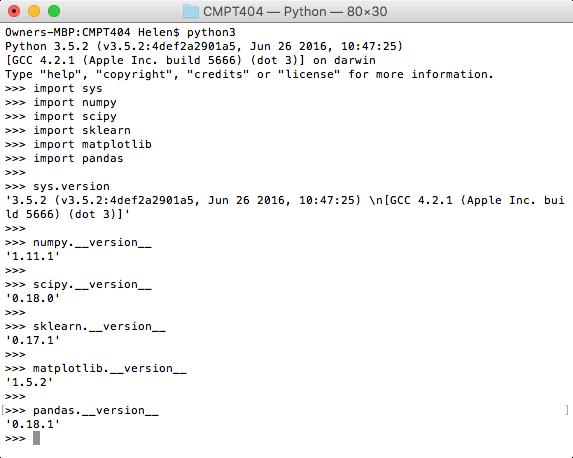 CMPT404 — Python — 80×30
Owners-MBP:CMPT404 Helen$ python3
Python 3.5.2 (v3.5.2:4def2a2901a5, Jun 26 2016, 10:47:25)
[GCC 4.2.1 (Apple Inc. build 5666) (dot 3)] on darwin
Type "help", "copyright", "credits" or "license" for more information.
>>> import sys
>>> import numpy
>>> import scipy
>>> import sklearn
>>> import matplotlib
>>> import pandas
>>>
>>> sys.version
'3.5.2 (v3.5.2:4def2a2901a5, Jun 26 2016, 10:47:25) \n[GCC 4.2.1 (Apple Inc. bui
ld 5666) (dot 3)]'
>>>
>>> numpy.__version__
'1.11.1'
>>>
>>> scipy.__version__
'0.18.0'
>>>
>>> sklearn.__version__
'0.17.1'
>>>
>>> matplotlib.__version__
'1.5.2'
>>>
[>>> pandas.__version__ ]
'0.18.1'
>>>